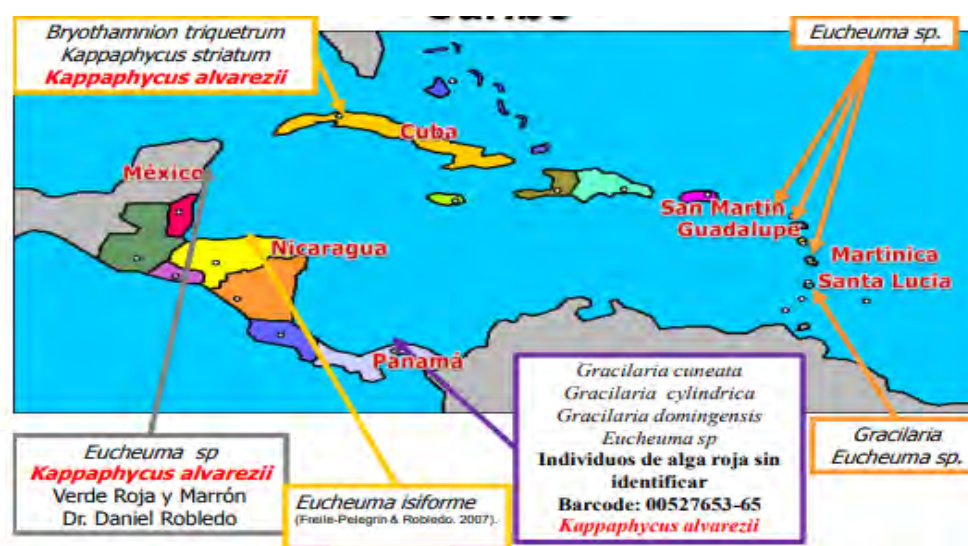 Caribe
Bryothamnion triquetrum
Kappaphycus striatum
Kappaphycus alvarezii
Eucheuma sp.
Cuba
México
San Martin
Guadalupe
Nicaragua
Martinica
Santa Lucia
Panamá
Gracilaria cuneata
Gracilaria cylindrica
Gracilaria domingensis
Eucheuma sp
Individuos de alga roja sin
identificar
Barcode: 00527653-65
Kappaphycus alvarezii
Gracilaria
Eucheuma sp.
Eucheuma sp
Kappaphycus alvarezii
Verde Roja y Marrón
Dr. Daniel Robledo
Eucheuma isiforme
(Freile-Pelegrin & Robledo. 2007).